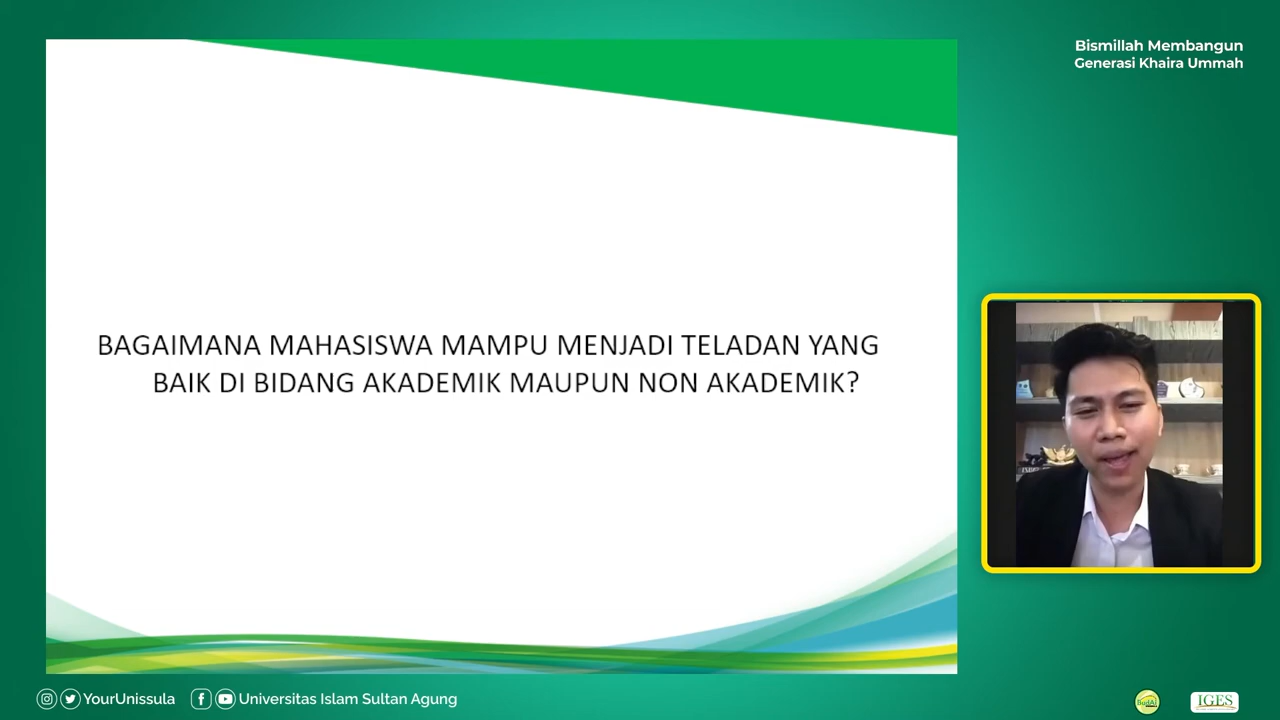 Bismillah Membangun
Generasi Khaira Ummah
BAGAIMANA MAHASISWA MAMPU MENJADI TELADAN YANG
BAIK DI BIDANG AKADEMIK MAUPUN NON AKADEMIK?
YourUnissula
Universitas Islam Sultan Agung
BudAi
IGES